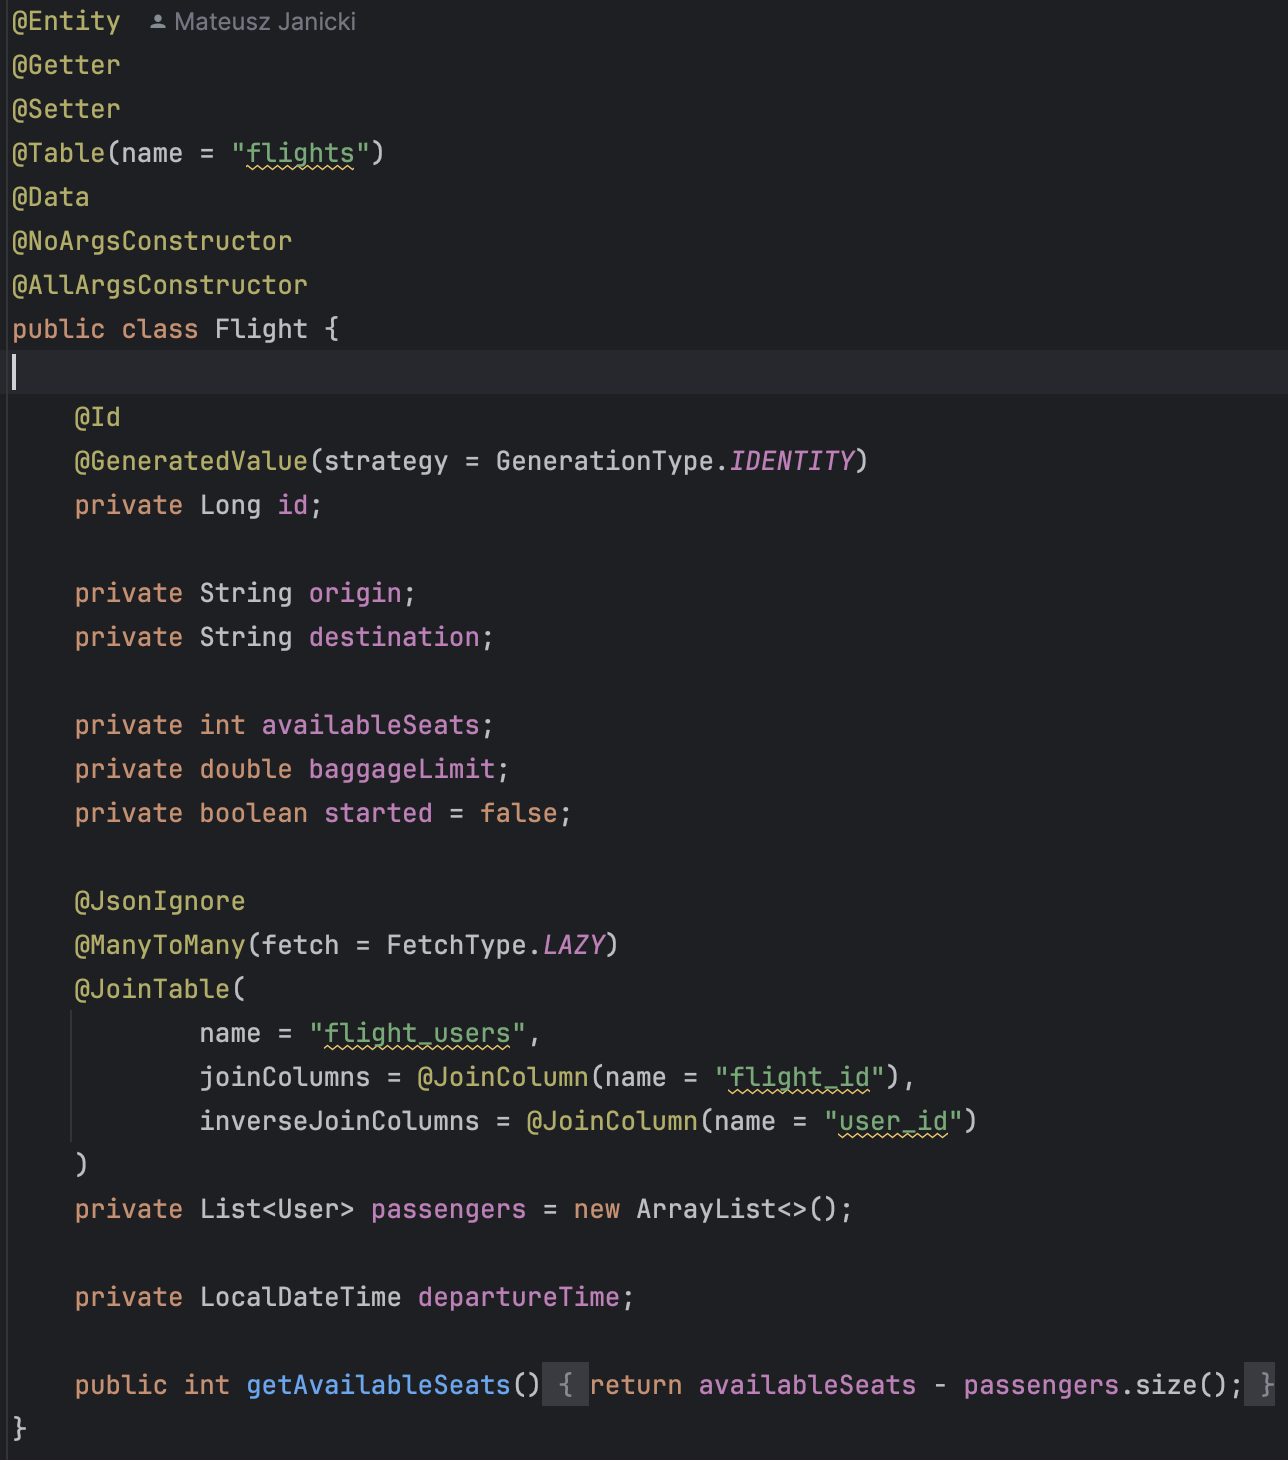 @Entity Mateusz Janicki
@Getter
@Setter
@Table(name = "flights")
@Data
@NoArgsConstructor
@AllArgsConstructor
public class Flight {
@Id
@GeneratedValue(strategy = GenerationType.IDENTITY)
private Long id;
private String origin;
private String destination;
private int availableSeats;
private double baggageLimit;
private boolean started = false;
@JsonIgnore
@ManyToMany(fetch = FetchType.LAZY)
@JoinTable(
name = "flight_users",
joinColumns = @JoinColumn(name = "flight_id"),
inverseJoinColumns = @JoinColumn(name = "user_id")
)
private List<User> passengers = new ArrayList<>();
private LocalDateTime departureTime;
public int getAvailableSeats() { return availableSeats - passengers.size(); }
}